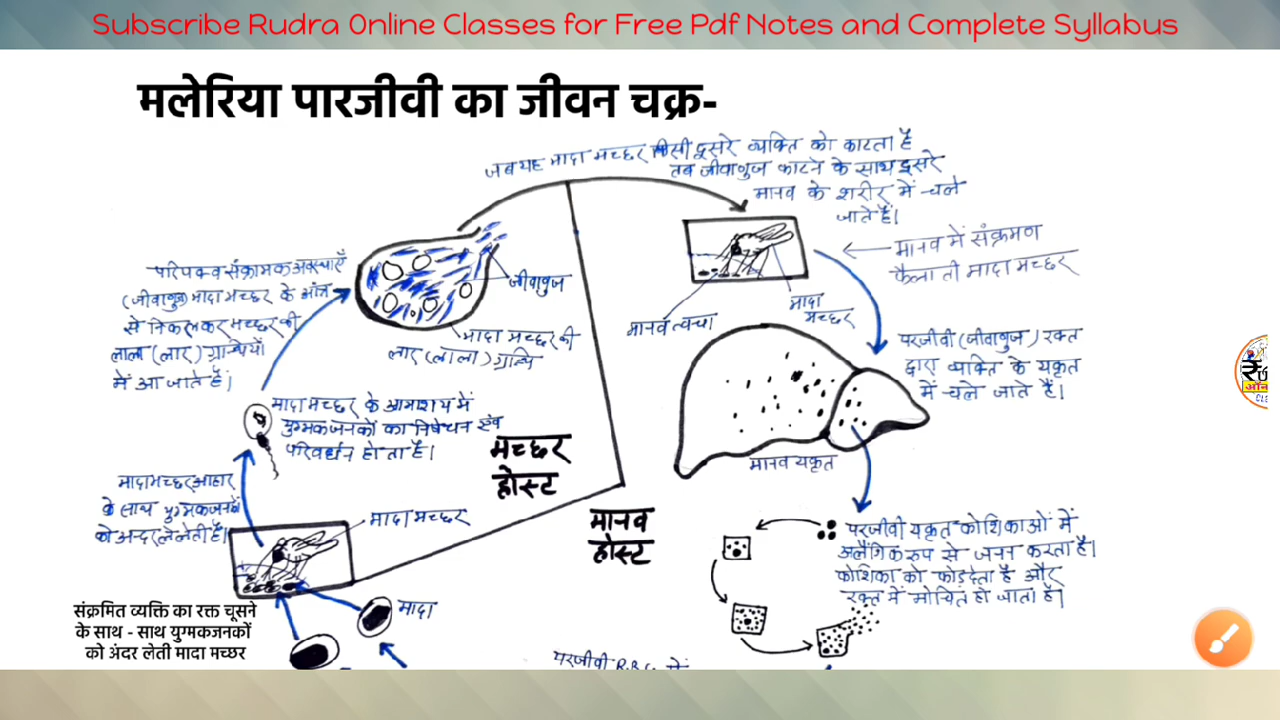 Subscribe Rudra Online Classes for Free Pdf Notes and Complete Syllabus
मलेरिया पारजीवी का जीवन चक्र-
जब यह मादा मच्छर किसी दूसरे व्यक्ति को काटता है
तब जीवाणुज काटने के साथ दूसरे
मानव के शरीर में चले
जाते हैं।
मानव में संक्रमण
फैलाती मादा मच्छर
परिपक्व संक्रामक अवस्थाएँ
(जीवाणुज) मादा मच्छर के आंत्र
से निकलकर मच्छर की
लाला (लार) ग्रन्थियों
में आ जाते हैं।
जीवाणुज
मादा मच्छर की
लार (लाला) ग्रन्थि
मानव त्वचा
मादा
मच्छर
परजीवी (जीवाणुज) रक्त
द्वारा व्यक्ति के यकृत
में चले जाते हैं।
मादा मच्छर के आमाशय में
युग्मकजनकों का निषेचन एंव
परिवर्धन होता है।
मच्छर
होस्ट
मानव यकृत
मादा मच्छर आहार
के साथ युग्मकजनकों
को अन्दर ले लेती है।
मादा मच्छर
मानव
होस्ट
परजीवी यकृत कोशिकाओं में
अलैंगिक रुप से जनन करता है।
कोशिका को फोड़ देता है और
रक्त में मोचित हो जाता है।
संक्रमित व्यक्ति का रक्त चूसने
के साथ - साथ युग्मकजनकों
को अंदर लेती मादा मच्छर
मादा
परजीवी R.B.C. में